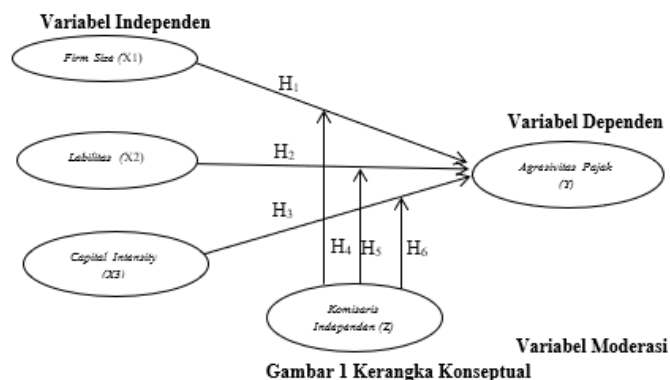 Variabel Independen
Firm Size (X1)
H1
Variabel Dependen
Labilitas (X2)
H2
Agrasivitas Pajak
(Y)
H3
Capital Intensity
(X3)
H4
H5
H6
Komisaris
Independen (Z)
Variabel Moderasi
Gambar 1 Kerangka Konseptual